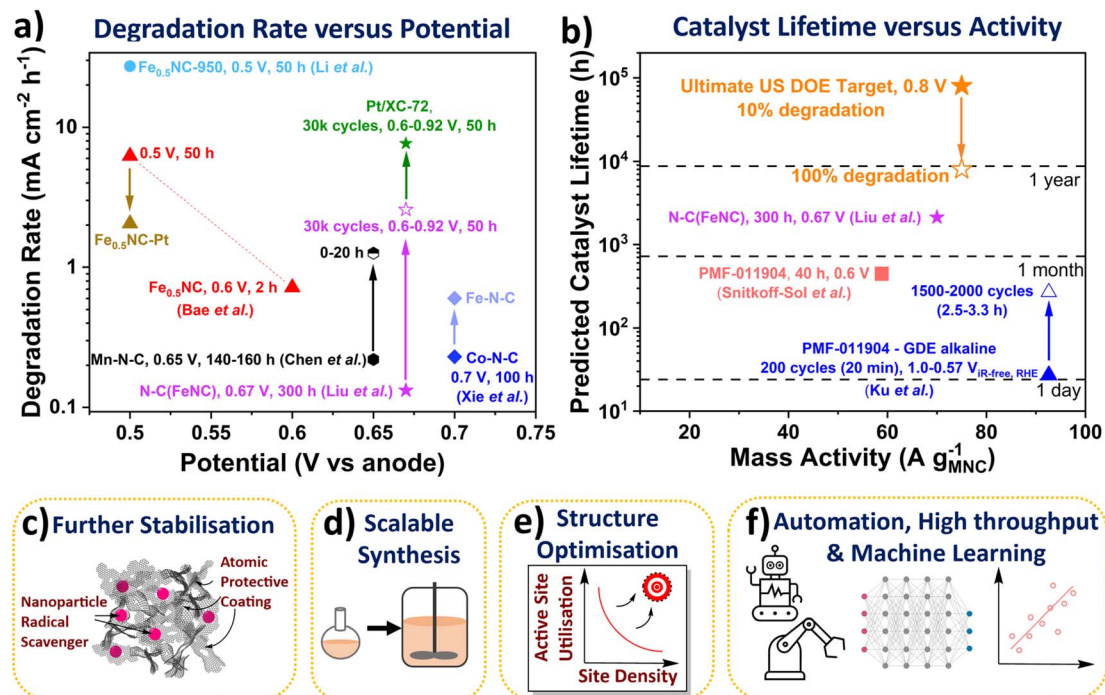 a) Degradation Rate versus Potential
Degradation Rate (mA cm⁻² h⁻¹)
10
1
0.1
Fe₀.₅NC-950, 0.5 V, 50 h (Li et al.)
Pt/XC-72,
30k cycles, 0.6-0.92 V, 50 h
0.5 V, 50 h
Fe₀.₅NC-Pt
30k cycles, 0.6-0.92 V, 50 h
0-20 h
Fe₀.₅NC, 0.6 V, 2 h
(Bae et al.)
Fe-N-C
Mn-N-C, 0.65 V, 140-160 h (Chen et al.)
Co-N-C
0.7 V, 100 h
(Xie et al.)
N-C(FeNC), 0.67 V, 300 h (Liu et al.)
0.5 0.55 0.6 0.65 0.7 0.75
Potential (V vs anode)
b) Catalyst Lifetime versus Activity
Predicted Catalyst Lifetime (h)
10⁵
10⁴
10³
10²
10¹
Ultimate US DOE Target, 0.8 V
10% degradation
100% degradation
1 year
N-C(FeNC), 300 h, 0.67 V (Liu et al.)
1 month
PMF-011904, 40 h, 0.6 V
(Snitkoff-Sol et al.)
1500-2000 cycles
(2.5-3.3 h)
PMF-011904 - GDE alkaline
200 cycles (20 min), 1.0-0.57 V iR-free, RHE
(Ku et al.)
1 day
20 40 60 80 100
Mass Activity (A g⁻¹ MNC)
c) Further Stabilisation
Nanoparticle
Radical
Scavenger
Atomic
Protective
Coating
d) Scalable
Synthesis
e) Structure
Optimisation
Active Site
Utilisation
Site Density
f) Automation, High throughput
& Machine Learning